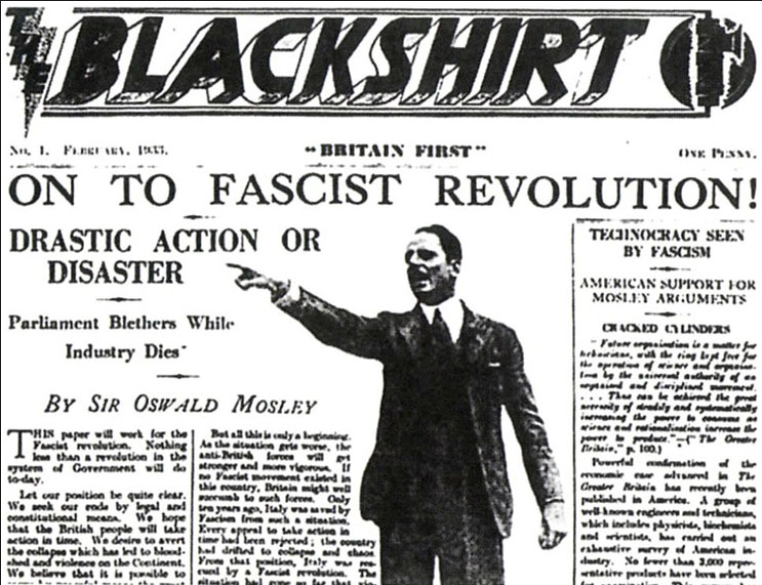 THE
BLACKSHIRT
No. 1. FEBRUARY, 1933.
"BRITAIN FIRST"
ONE PENNY.
ON TO FASCIST REVOLUTION!
DRASTIC ACTION OR
DISASTER
Parliament Blethers While
Industry Dies
BY SIR OSWALD MOSLEY
THIS paper will work for the
Fascist revolution. Nothing
less than a revolution in the
system of Government will do
to-day.
Let our position be quite clear.
We seek our ends by legal and
constitutional means. We hope
that the British people will take
action in time. We desire to avert
the collapse which has led to blood-
shed and violence on the Continent.
We believe that it is possible to
But all this is only a beginning.
As the situation gets worse, the
anti-British forces will get
stronger and more vigorous. If
no Fascist movement existed in
this country, Britain might well
succumb to such forces. Only
ten years ago, Italy was saved by
Fascism from such a situation.
Every appeal to take action in
time had been rejected; the country
had drifted to collapse and chaos
From that position, Italy was res-
cued by a Fascist revolution. The
situation had gone so far that
TECHNOCRACY SEEN
BY FASCISM
AMERICAN SUPPORT FOR
MOSLEY ARGUMENTS
CRACKED CYLINDERS
"Future organisation is a matter for
technicians, with the ring kept free for
the operation of science and organisa-
tion by the universal authority of an
organised and disciplined movement.
. . . Thus can be achieved the great
necessity of steadily and systematically
increasing the power to consume as
science and rationalisation increase the
power to produce."—("The Greater
Britain," p. 100.)
Powerful confirmation of the
economic case advanced in The
Greater Britain has recently been
published in America. A group of
well-known engineers and technicians,
which includes physicists, biochemists
and scientists, has carried out an
exhaustive survey of American in-
dustry. No fewer than 3,000 repre-
sentative products have been selected